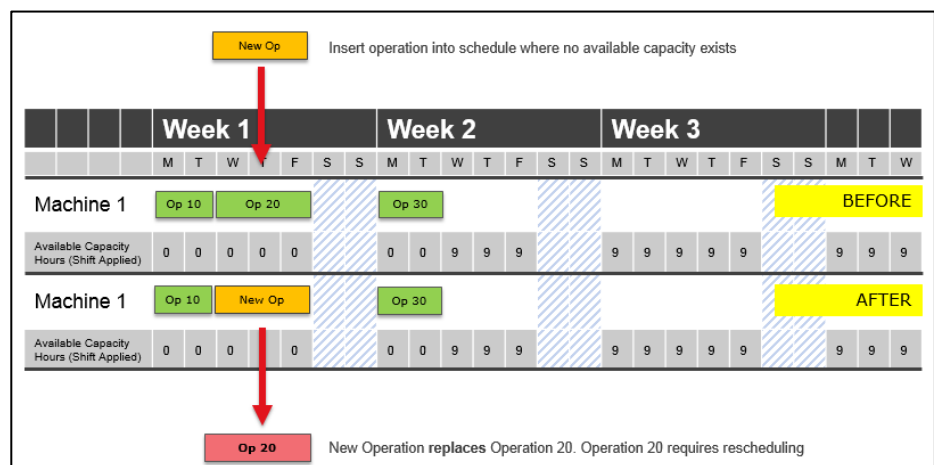 New Op Insert operation into schedule where no available capacity exists
Week 1 Week 2 Week 3
M T W T F S S M T W T F S S M T W T F S S M T W
Machine 1 Op 10 Op 20 Op 30 BEFORE
Available Capacity
Hours (Shift Applied) 0 0 0 0 0 0 0 9 9 9 9 9 9 9 9 9 9 9
Machine 1 Op 10 New Op Op 30 AFTER
Available Capacity
Hours (Shift Applied) 0 0 0 0 0 0 9 9 9 9 9 9 9 9 9 9 9
Op 20 New Operation replaces Operation 20. Operation 20 requires rescheduling